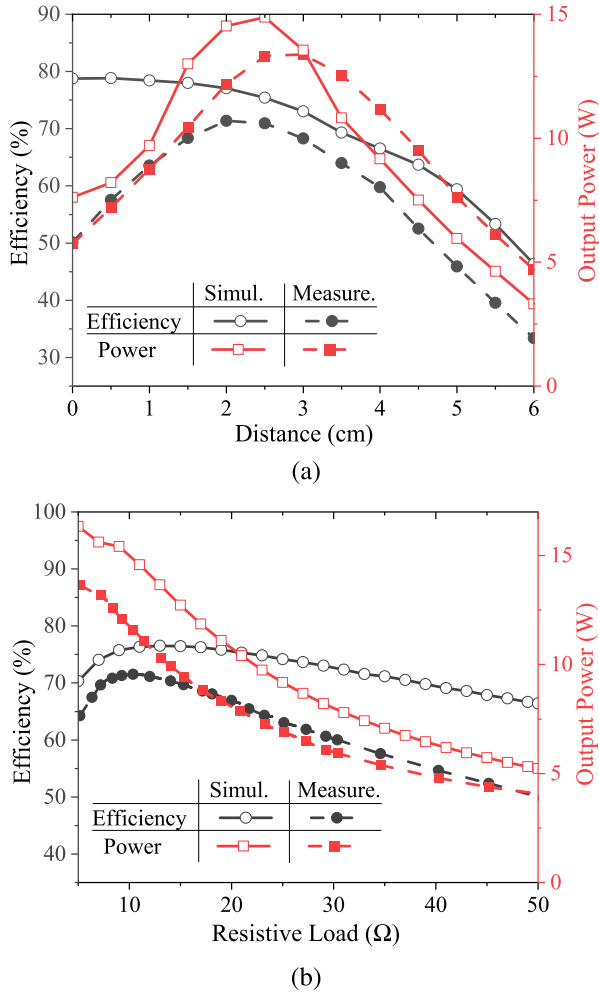 90
80
70
60
50
40
30
Efficiency (%)
15
10
5
0
Output Power (W)
Simul. Measure.
Efficiency
Power
0 1 2 3 4 5 6
Distance (cm)
(a)
100
90
80
70
60
50
40
Efficiency (%)
15
10
5
0
Output Power (W)
Simul. Measure.
Efficiency
Power
10 20 30 40 50
Resistive Load (Ω)
(b)